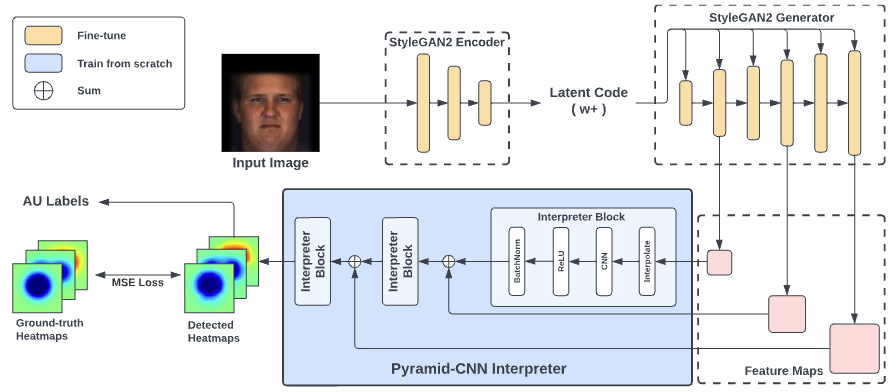 Fine-tune
Train from scratch
Sum
Input Image
StyleGAN2 Encoder
Latent Code
( w+ )
StyleGAN2 Generator
AU Labels
MSE Loss
Ground-truth
Heatmaps
Detected
Heatmaps
Interpreter
Block
Interpreter
Block
Interpreter Block
BatchNorm
ReLU
CNN
Interpolate
Pyramid-CNN Interpreter
Feature Maps